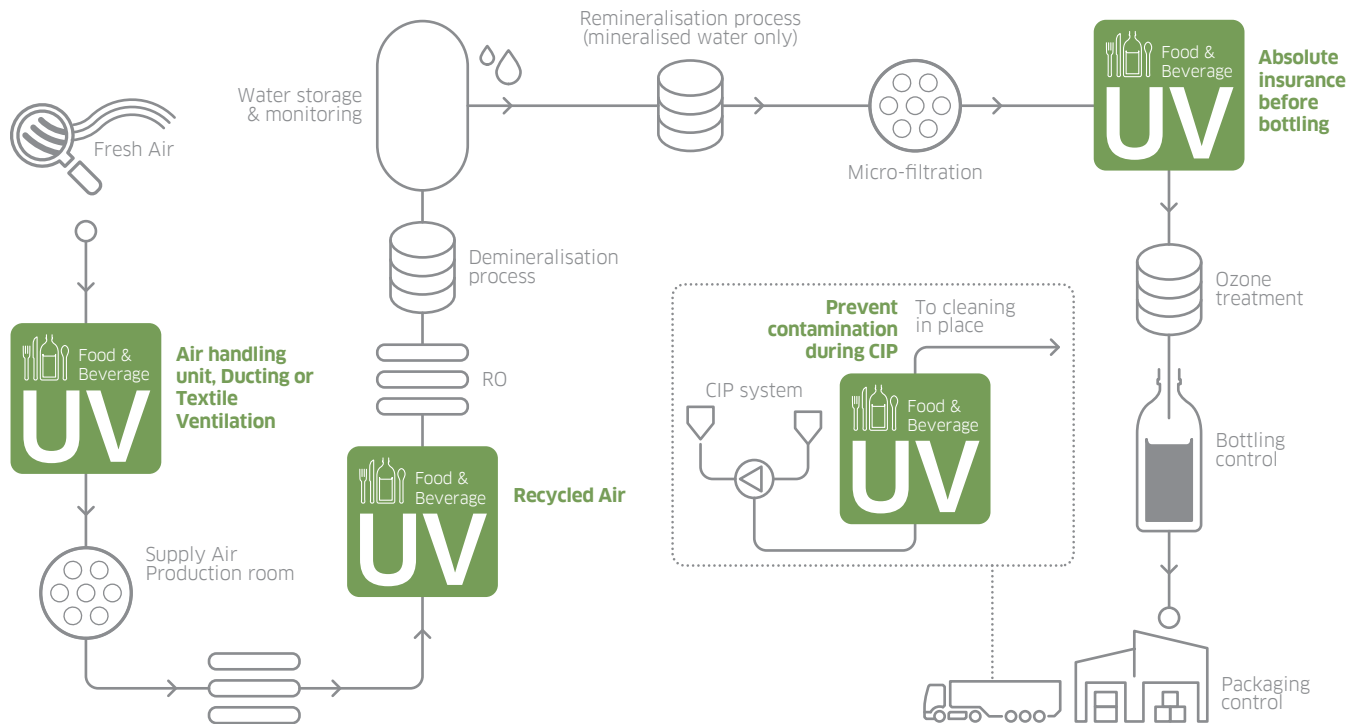 Remineralisation process
(mineralised water only)
Food &
Beverage
UV
Absolute
insurance
before
bottling
Water storage
& monitoring
Fresh Air
Micro-filtration
Demineralisation
process
Ozone
treatment
Prevent
contamination
during CIP
To cleaning
in place
Food &
Beverage
UV
Air handling
unit, Ducting or
Textile
Ventilation
RO
CIP system
Food &
Beverage
UV
Bottling
control
Food &
Beverage
UV
Recycled Air
Supply Air
Production room
Packaging
control